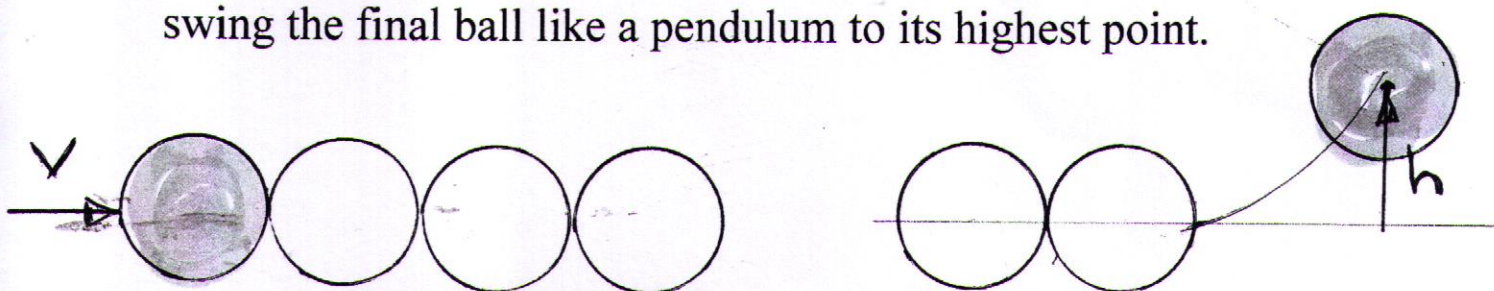 swing the final ball like a pendulum to its highest point.
V
h